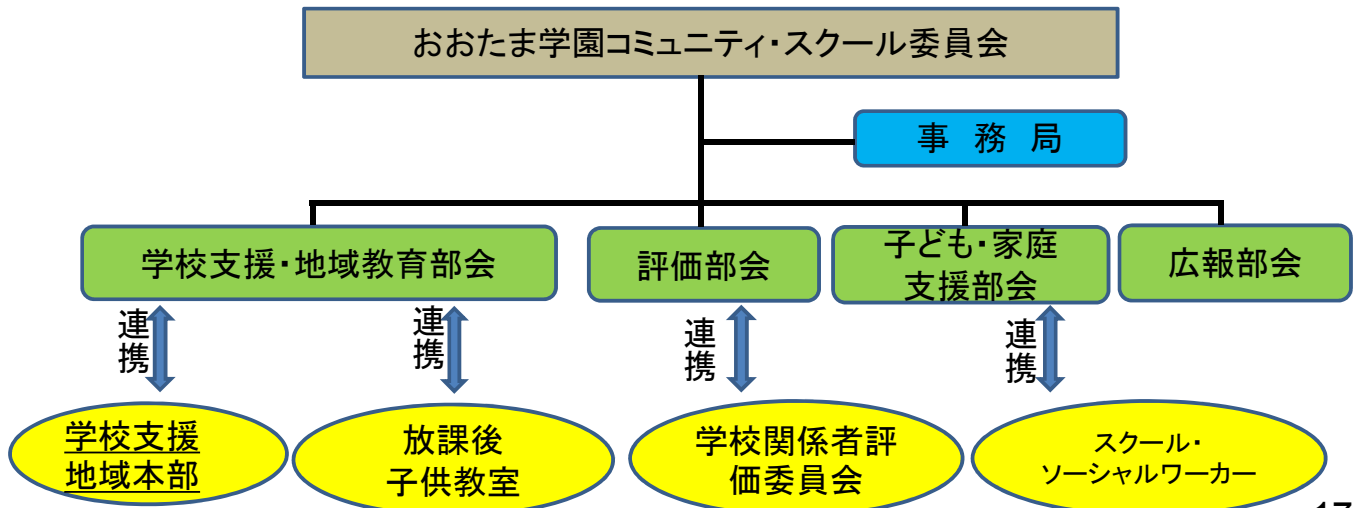 おおたま学園コミュニティ・スクール委員会
事 務 局
学校支援・地域教育部会
評価部会
子ども・家庭
支援部会
広報部会
連
携
連
携
連
携
連
携
学校支援
地域本部
放課後
子供教室
学校関係者評
価委員会
スクール・
ソーシャルワーカー
17